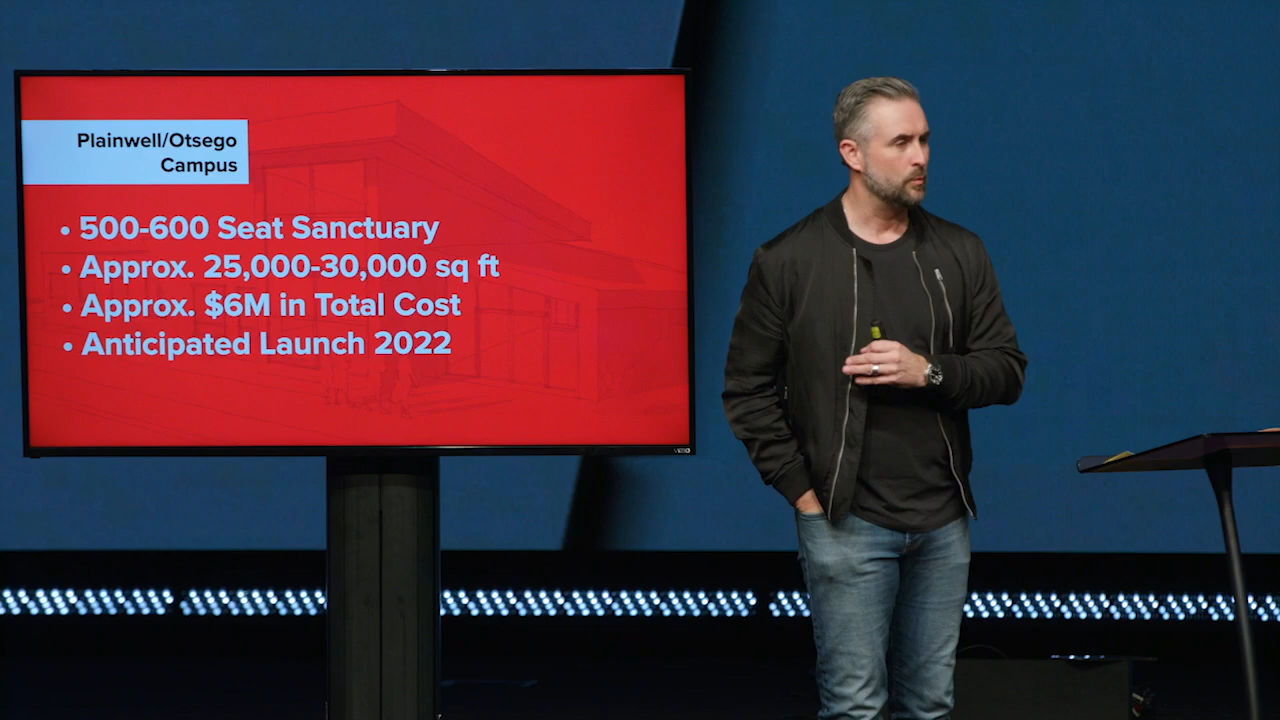 Plainwell/Otsego
Campus
• 500-600 Seat Sanctuary
• Approx. 25,000-30,000 sq ft
• Approx. $6M in Total Cost
• Anticipated Launch 2022
VIZIO